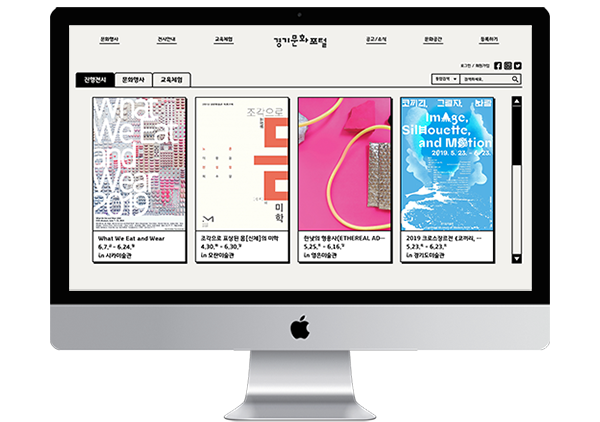 문화행사 전시안내 교육체험 경기문화포털 공고/소식 문화공간 등록하기
로그인 / 회원가입
진행전시 문화행사 교육체험
통합검색 검색하세요.
What
We Eat
and
Wear
2019
What We Eat and Wear
6.7. - 6.24.
in 시카미술관
조각으로
몸
미학
조각으로 표상된 몸[신체]의 미학
4.30. - 6.30.
in 모란미술관
한낮의 형용사(ETHEREAL AD...
5.25. - 6.16.
in 영은미술관
코끼리, 그림자, 바람
Image,
Silhouette,
and Motion
2019. 5. 23. - 6. 23.
2019 크로스장르전 《코끼리, ...
5.23. - 6.23.
in 경기도미술관